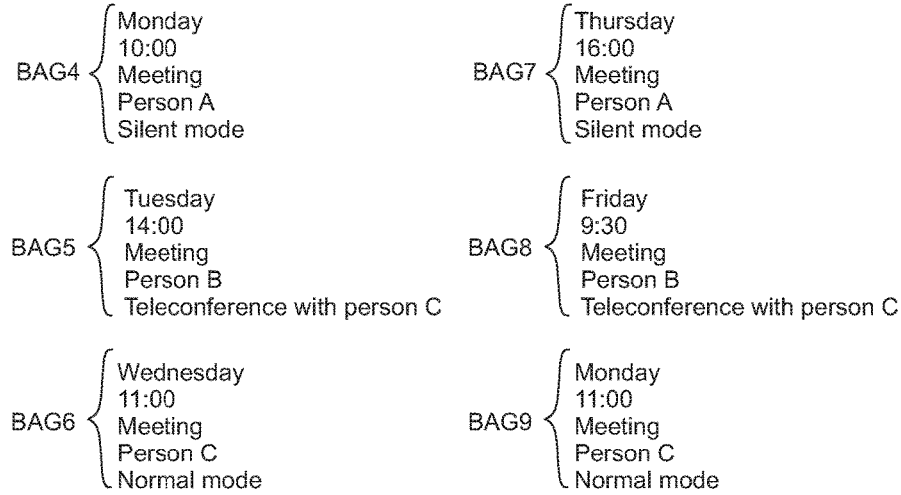 BAG4
Monday
10:00
Meeting
Person A
Silent mode
BAG7
Thursday
16:00
Meeting
Person A
Silent mode
BAG5
Tuesday
14:00
Meeting
Person B
Teleconference with person C
BAG8
Friday
9:30
Meeting
Person B
Teleconference with person C
BAG6
Wednesday
11:00
Meeting
Person C
Normal mode
BAG9
Monday
11:00
Meeting
Person C
Normal mode